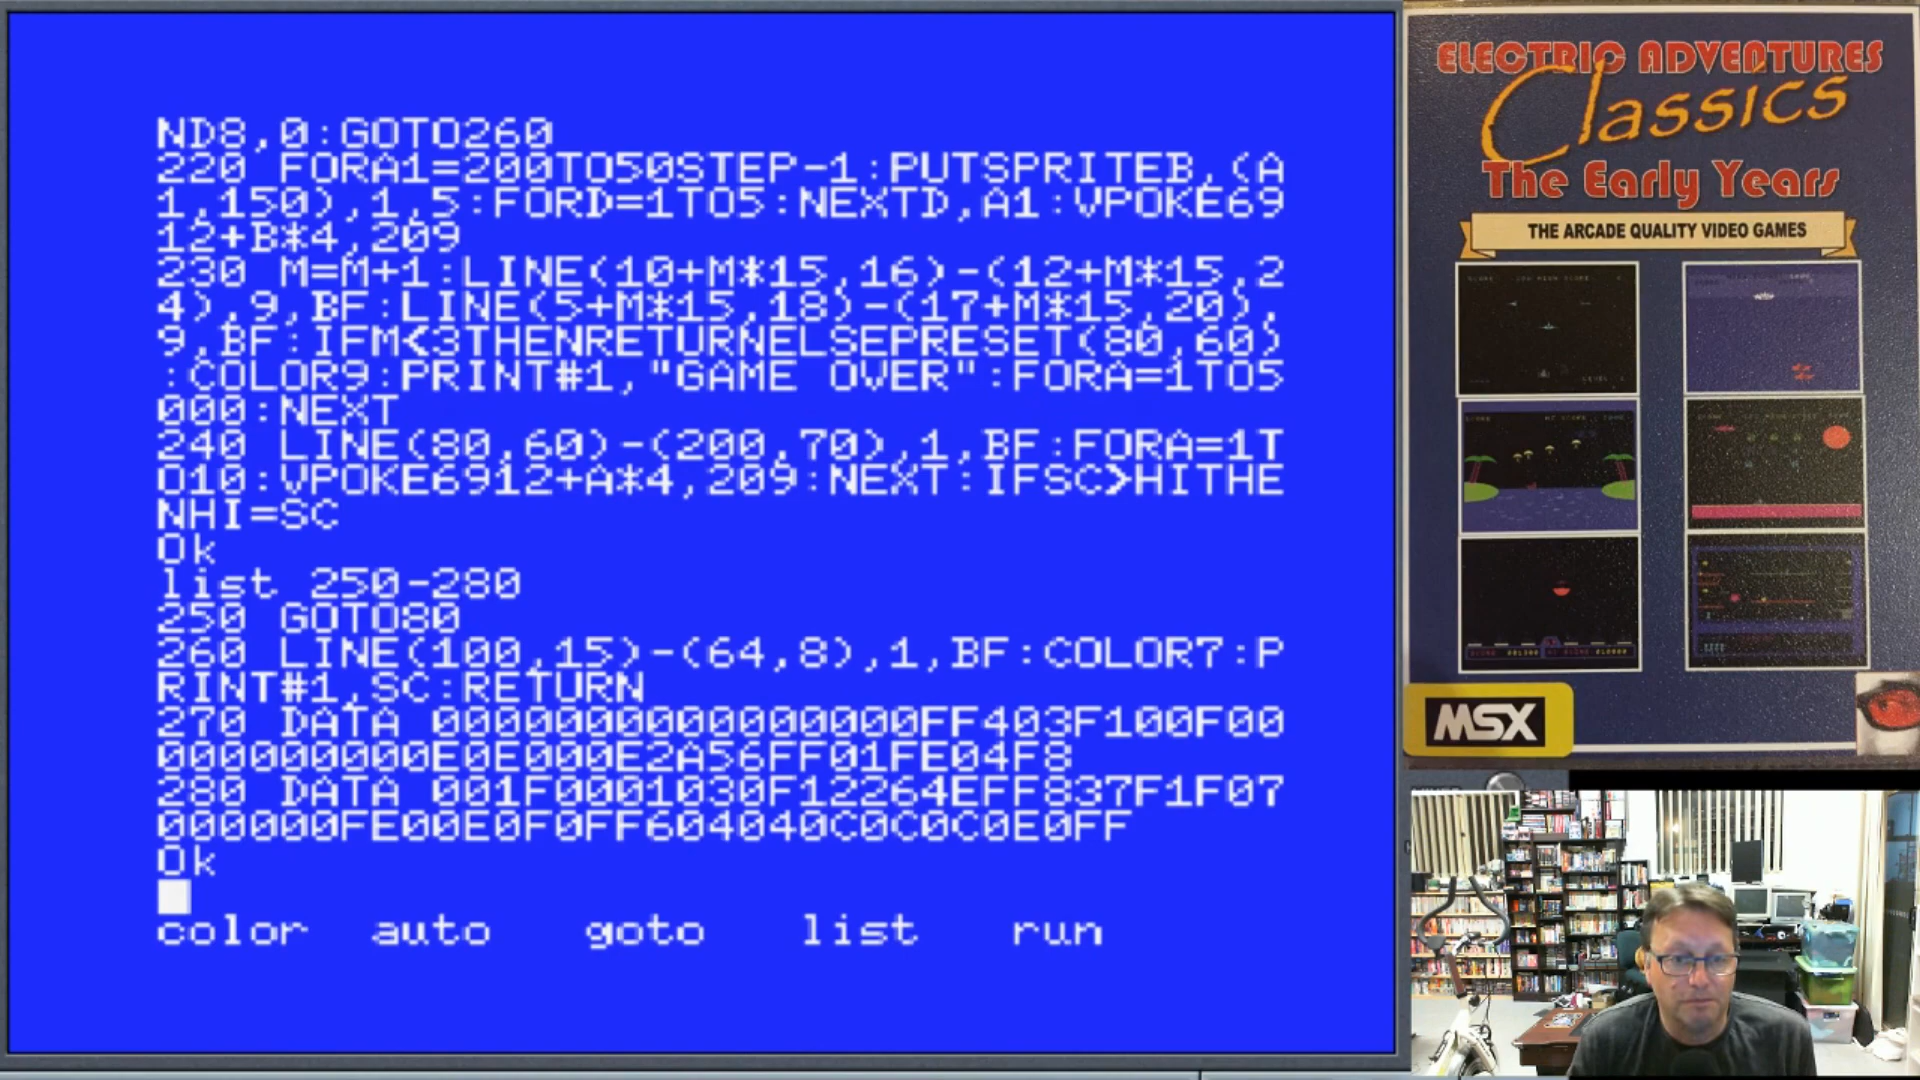 ND8,0:GOTO260
220 FORA1=200TO50STEP-1:PUTSPRITEB,(A
1,150),1,5:FORD=1TO5:NEXTD,A1:VPOKE69
12+B*4,209
230 M=M+1:LINE(10+M*15,16)-(12+M*15,2
4),9,BF:LINE(5+M*15,18)-(17+M*15,20),
9,BF:IFM<3THENRETURNELSEPRESET(80,60)
:COLOR9:PRINT#1,"GAME OVER":FORA=1TO5
000:NEXT
240 LINE(80,60)-(200,70),1,BF:FORA=1T
O10:VPOKE6912+A*4,209:NEXT:IFSC>HITHE
NHI=SC
Ok
list 250-280
250 GOTO80
260 LINE(100,15)-(64,8),1,BF:COLOR7:P
RINT#1,SC:RETURN
270 DATA 0000000000000000FF403F100F00
000000000E0E000E2A56FF01FE04F8
280 DATA 001F0001030F12264EFF837F1F07
000000FE00E0F0FF604040C0C0C0E0FF
Ok
color auto goto list run
ELECTRIC ADVENTURES
Classics
The Early Years
THE ARCADE QUALITY VIDEO GAMES
MSX